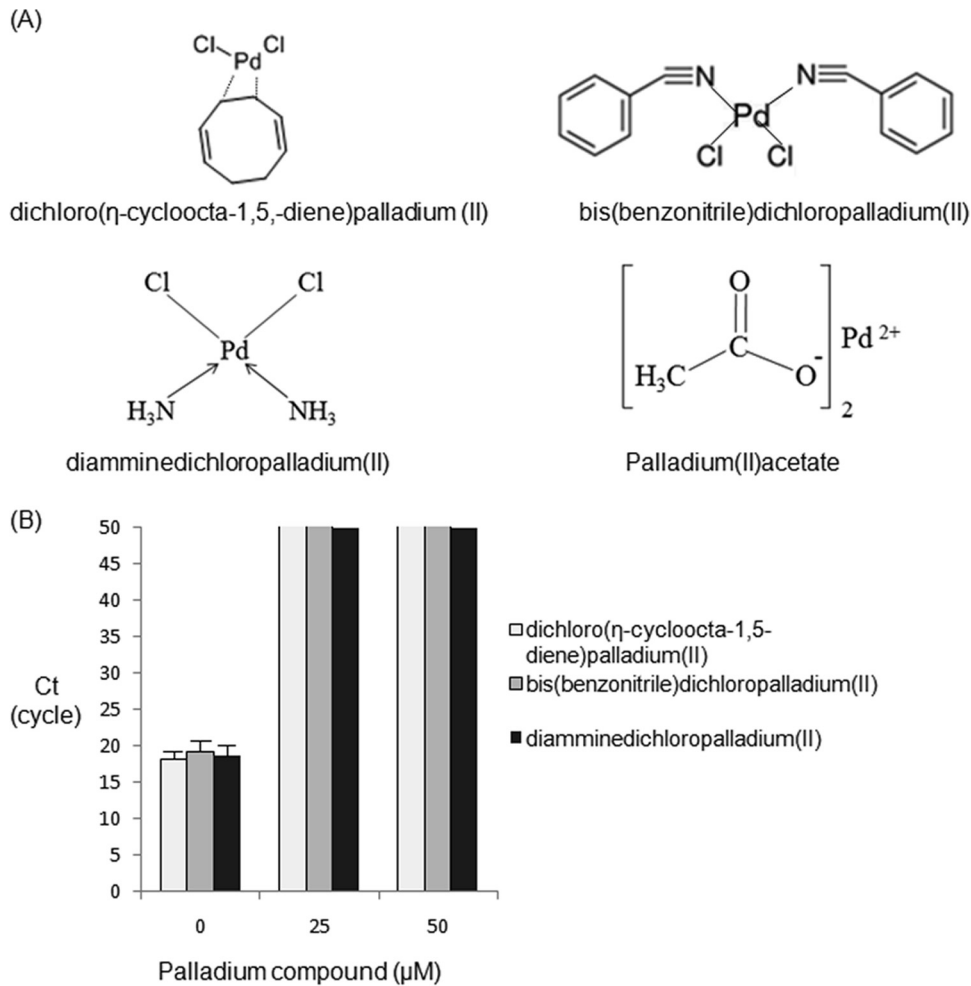 (A)
Cl Pd Cl
dichloro(η-cycloocta-1,5,-diene)palladium (II)
C≡N N≡C
Pd
Cl Cl
bis(benzonitrile)dichloropalladium(II)
Cl Cl
Pd
H₃N NH₃
diamminedichloropalladium(II)
O
C
H₃C O⁻
2
Pd ²⁺
Palladium(II)acetate
(B)
50
45
40
35
30
25
20
15
10
5
0
Ct
(cycle)
0 25 50
Palladium compound (µM)
dichloro(η-cycloocta-1,5-
diene)palladium(II)
bis(benzonitrile)dichloropalladium(II)
diamminedichloropalladium(II)